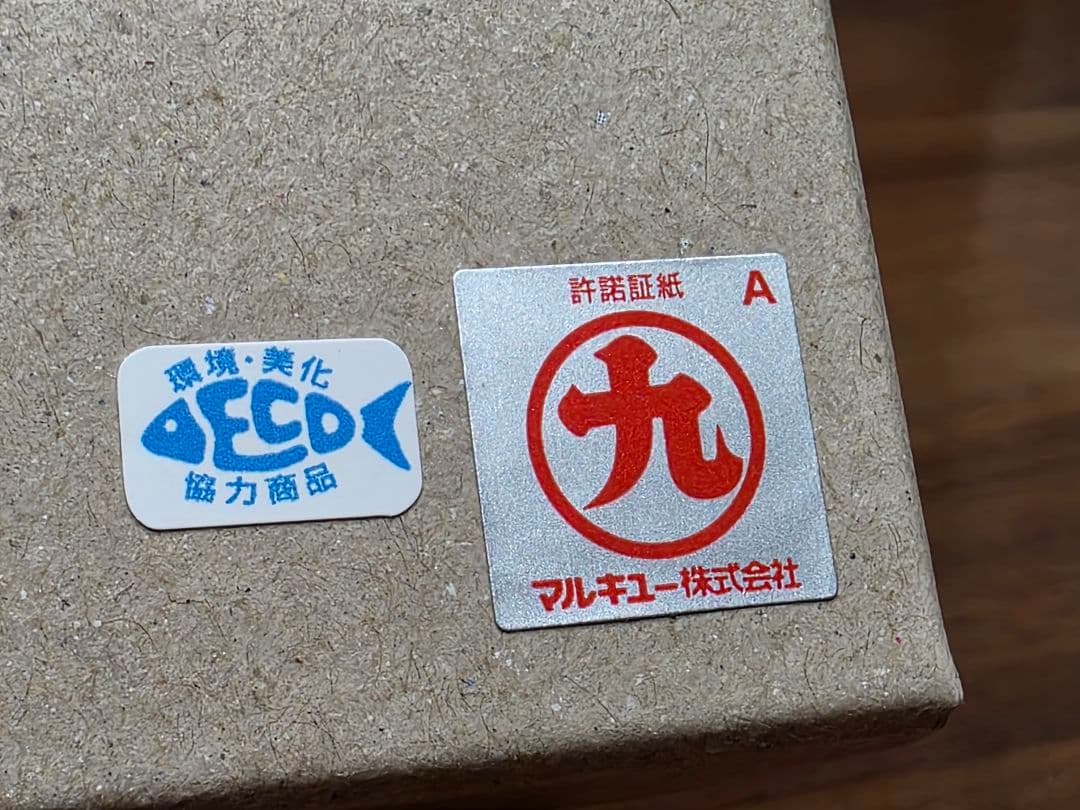 環境・美化
ECO
協力商品
許諾証紙 A
九
マルキユー株式会社